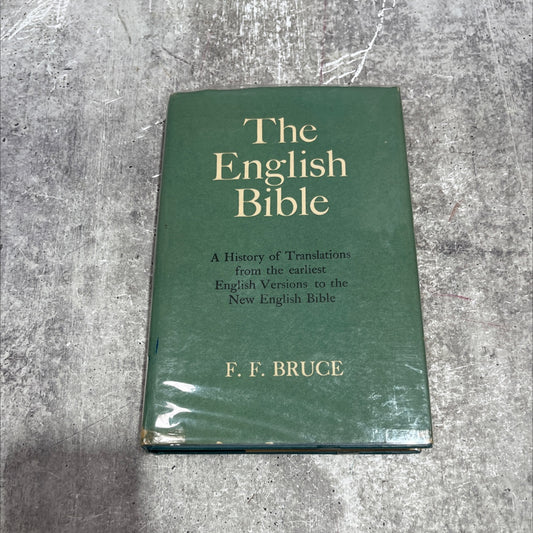 The
English
Bible
A History of Translations
from the earliest
English Versions to the
New English Bible
F. F. BRUCE